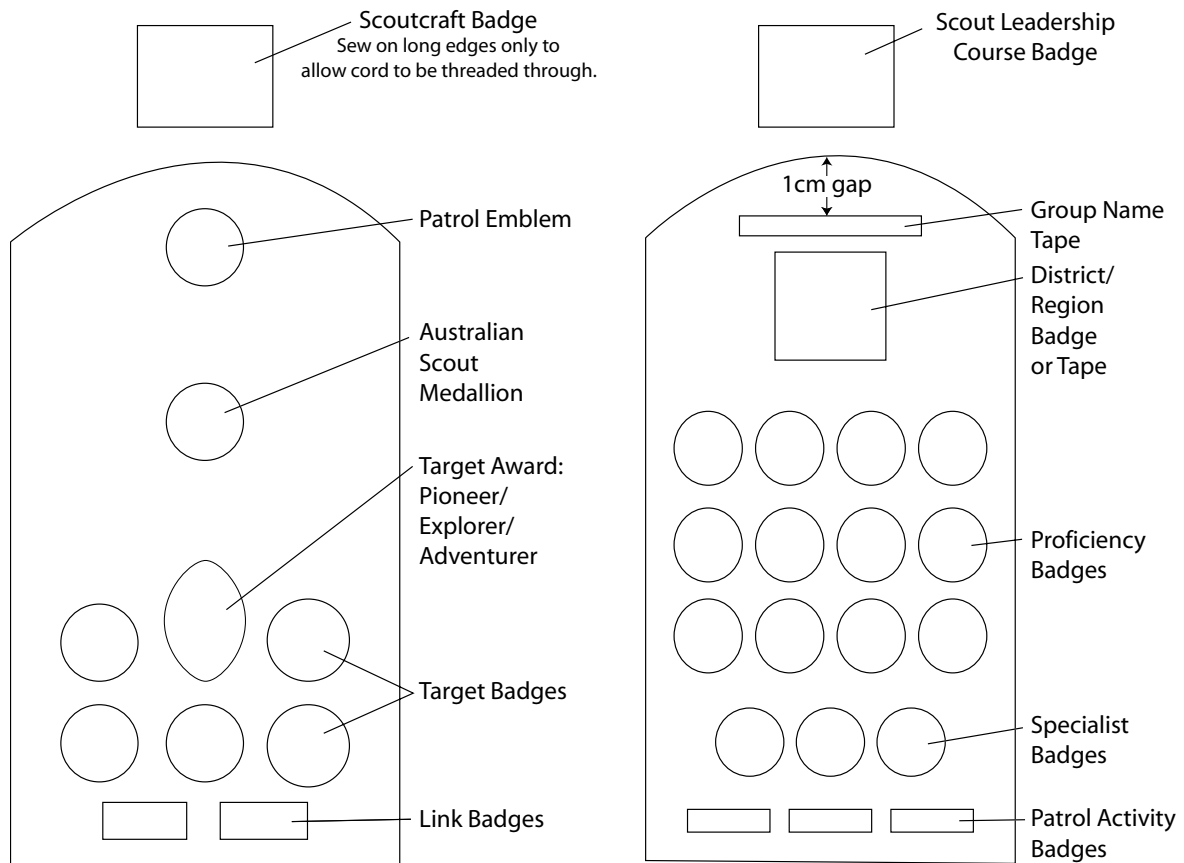 Scoutcraft Badge
Sew on long edges only to
allow cord to be threaded through.
Patrol Emblem
Australian
Scout
Medallion
Target Award:
Pioneer/
Explorer/
Adventurer
Target Badges
Link Badges
Scout Leadership
Course Badge
1cm gap
Group Name
Tape
District/
Region
Badge
or Tape
Proficiency
Badges
Specialist
Badges
Patrol Activity
Badges